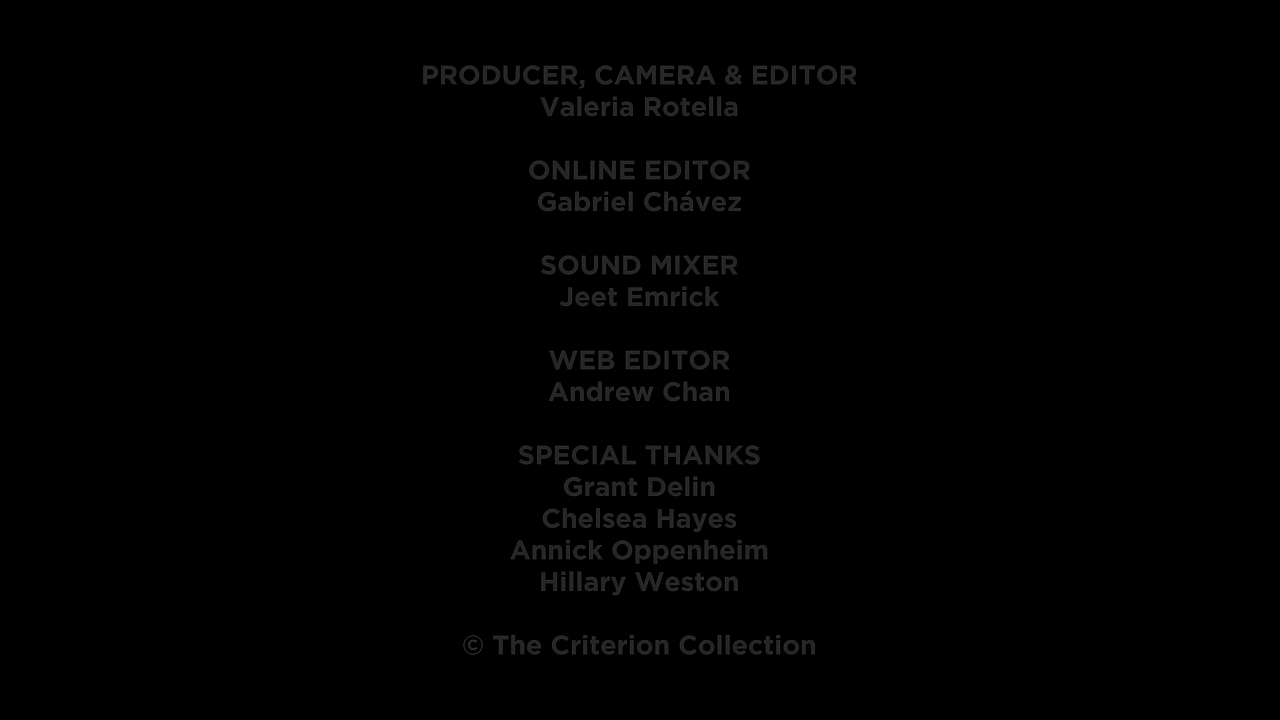 PRODUCER, CAMERA & EDITOR
Valeria Rotella
ONLINE EDITOR
Gabriel Chávez
SOUND MIXER
Jeet Emrick
WEB EDITOR
Andrew Chan
SPECIAL THANKS
Grant Delin
Chelsea Hayes
Annick Oppenheim
Hillary Weston
© The Criterion Collection